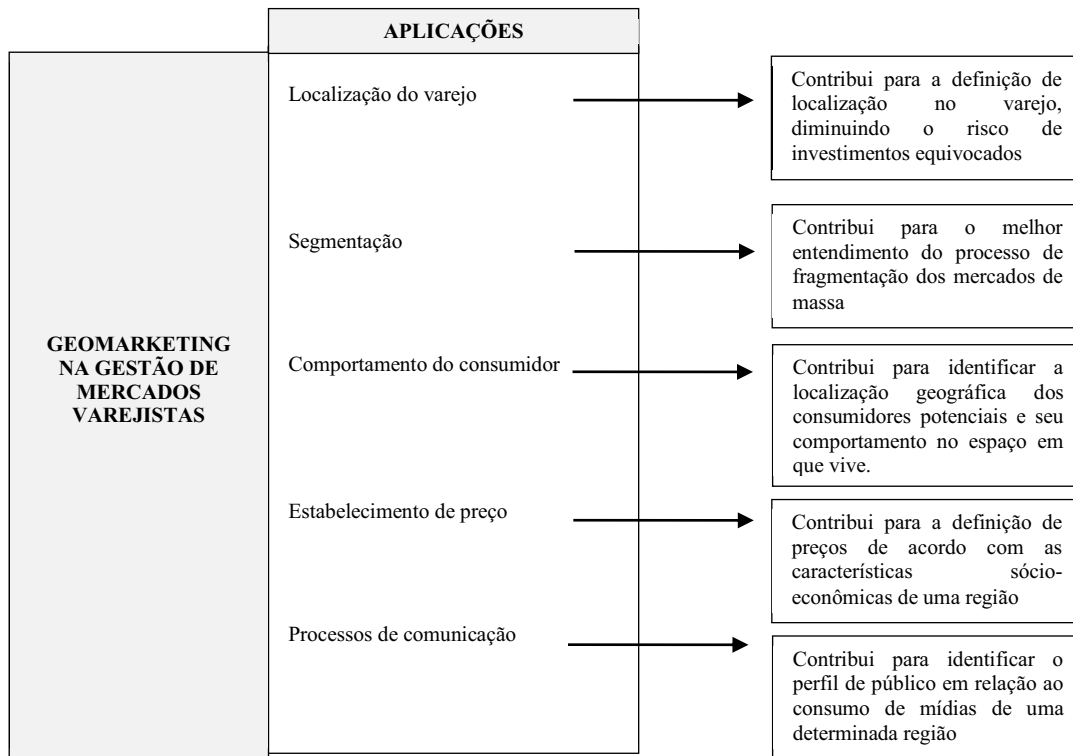 APLICAÇÕES
GEOMARKETING
NA GESTÃO DE
MERCADOS
VAREJISTAS
Localização do varejo
Contribui para a definição de
localização no varejo,
diminuindo o risco de
investimentos equivocados
Segmentação
Contribui para o melhor
entendimento do processo de
fragmentação dos mercados de
massa
Comportamento do consumidor
Contribui para identificar a
localização geográfica dos
consumidores potenciais e seu
comportamento no espaço em
que vive.
Estabelecimento de preço
Contribui para a definição de
preços de acordo com as
características sócio-
econômicas de uma região
Processos de comunicação
Contribui para identificar o
perfil de público em relação ao
consumo de mídias de uma
determinada região